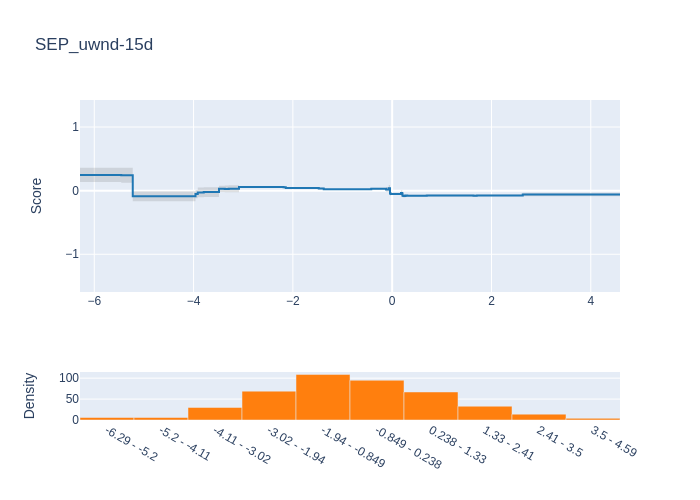 SEP_uwnd-15d
Score
1
0
−1
−6
−4
−2
0
2
4
Density
100
50
0
-6.29 - -5.2
-5.2 - -4.11
-4.11 - -3.02
-3.02 - -1.94
-1.94 - -0.849
-0.849 - 0.238
0.238 - 1.33
1.33 - 2.41
2.41 - 3.5
3.5 - 4.59